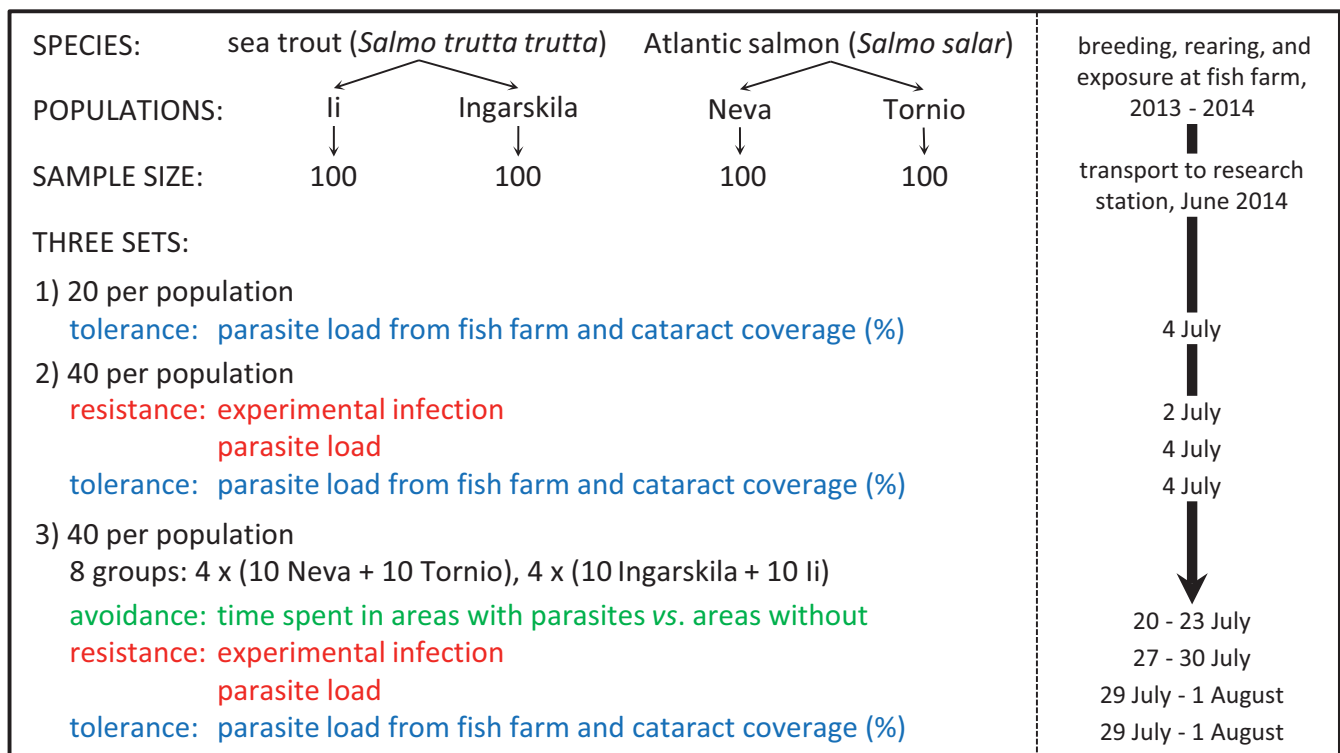 SPECIES: sea trout (Salmo trutta trutta) Atlantic salmon (Salmo salar)
POPULATIONS: Ii Ingarskila Neva Tornio
SAMPLE SIZE: 100 100 100 100
THREE SETS:
1) 20 per population
tolerance: parasite load from fish farm and cataract coverage (%)
2) 40 per population
resistance: experimental infection
parasite load
tolerance: parasite load from fish farm and cataract coverage (%)
3) 40 per population
8 groups: 4 x (10 Neva + 10 Tornio), 4 x (10 Ingarskila + 10 Ii)
avoidance: time spent in areas with parasites vs. areas without
resistance: experimental infection
parasite load
tolerance: parasite load from fish farm and cataract coverage (%)
breeding, rearing, and
exposure at fish farm,
2013 - 2014
transport to research
station, June 2014
4 July
2 July
4 July
4 July
20 - 23 July
27 - 30 July
29 July - 1 August
29 July - 1 August